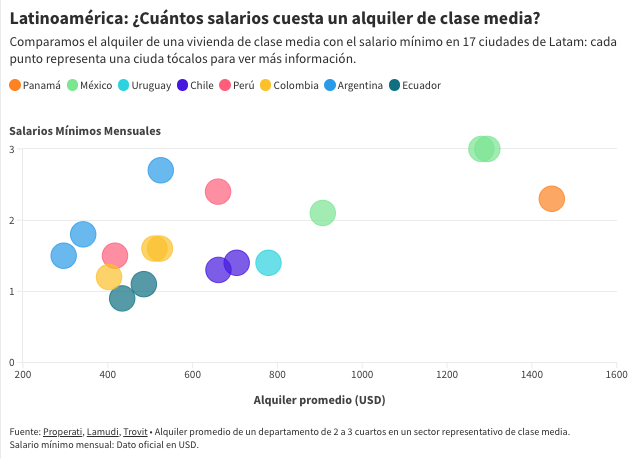 Latinoamérica: ¿Cuántos salarios cuesta un alquiler de clase media?
Comparamos el alquiler de una vivienda de clase media con el salario mínimo en 17 ciudades de Latam: cada
punto representa una ciuda tócalos para ver más información.
Panamá México Uruguay Chile Perú Colombia Argentina Ecuador
Salarios Mínimos Mensuales
3
2
1
0
200 400 600 800 1000 1200 1400 1600
Alquiler promedio (USD)
Fuente: Properati, Lamudi, Trovit • Alquiler promedio de un departamento de 2 a 3 cuartos en un sector representativo de clase media.
Salario mínimo mensual: Dato oficial en USD.